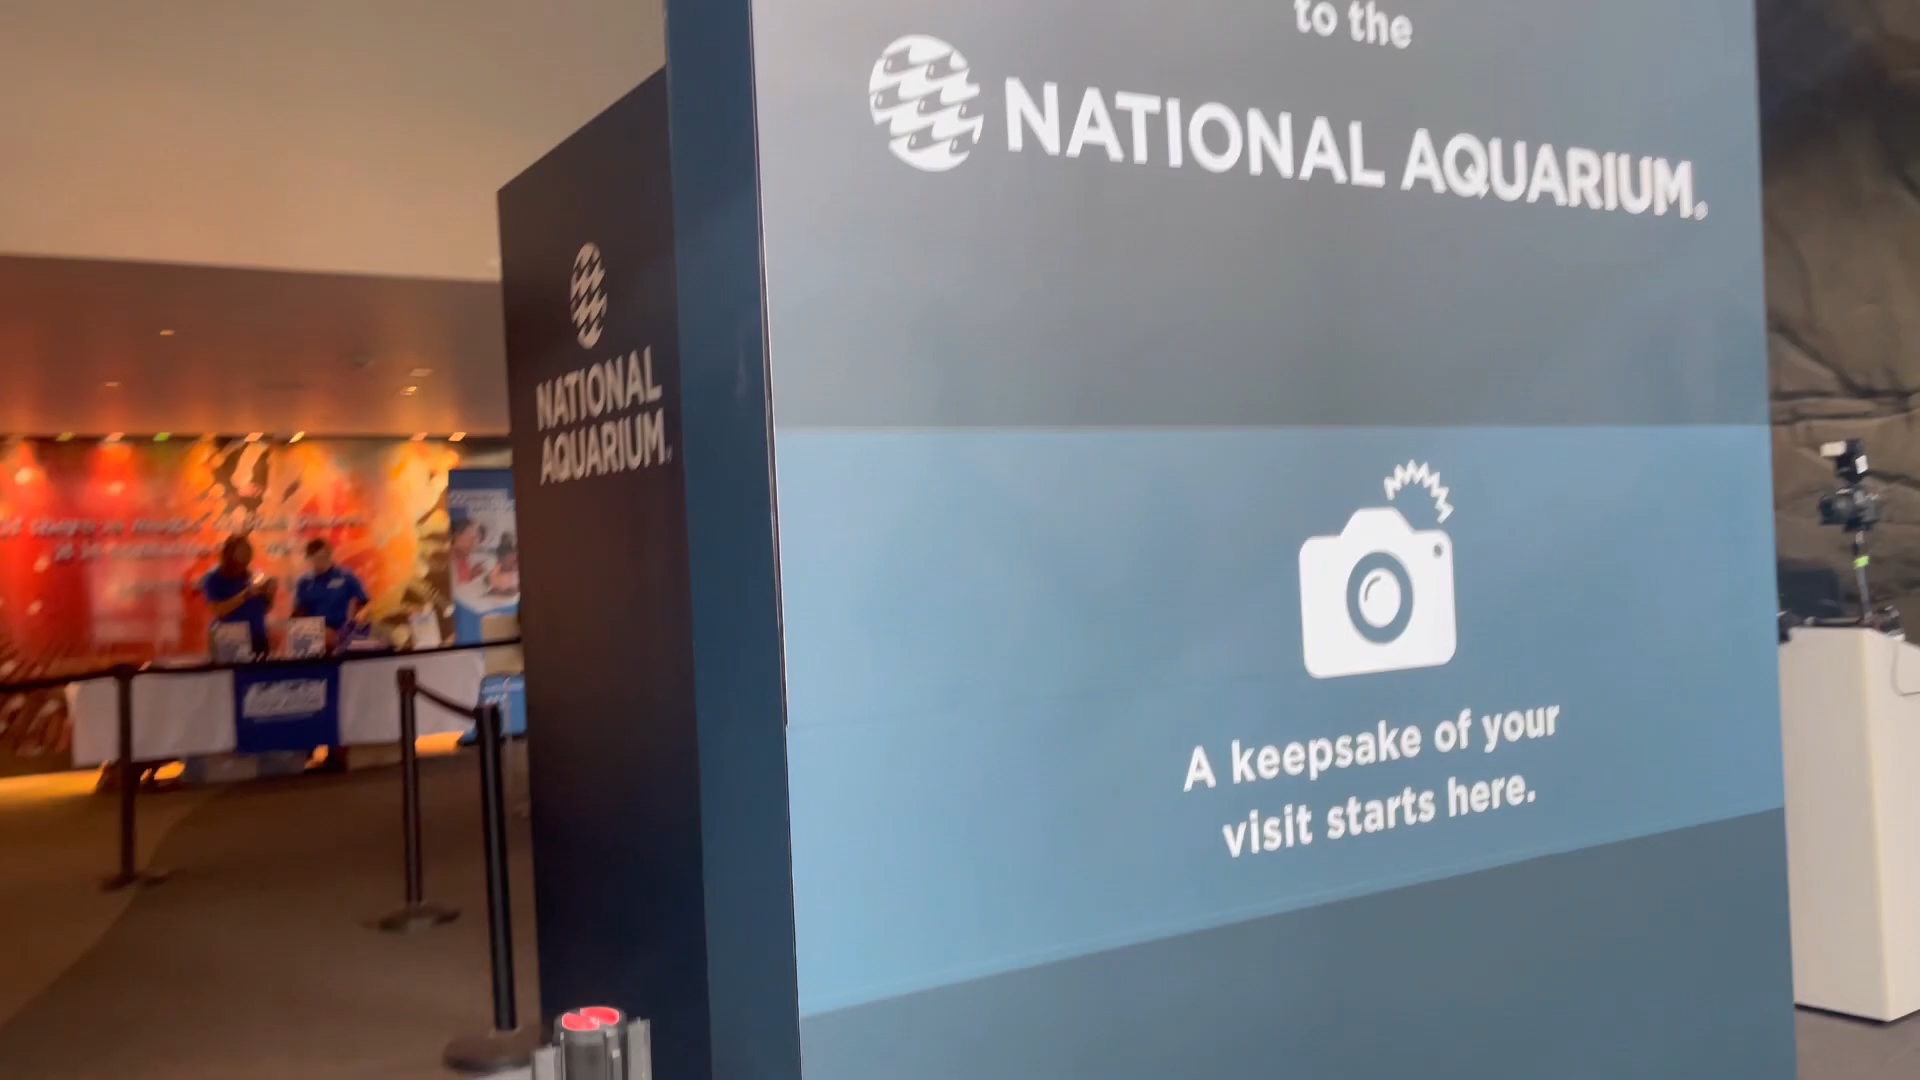 to the
NATIONAL AQUARIUM®
NATIONAL
AQUARIUM®
A keepsake of your
visit starts here.